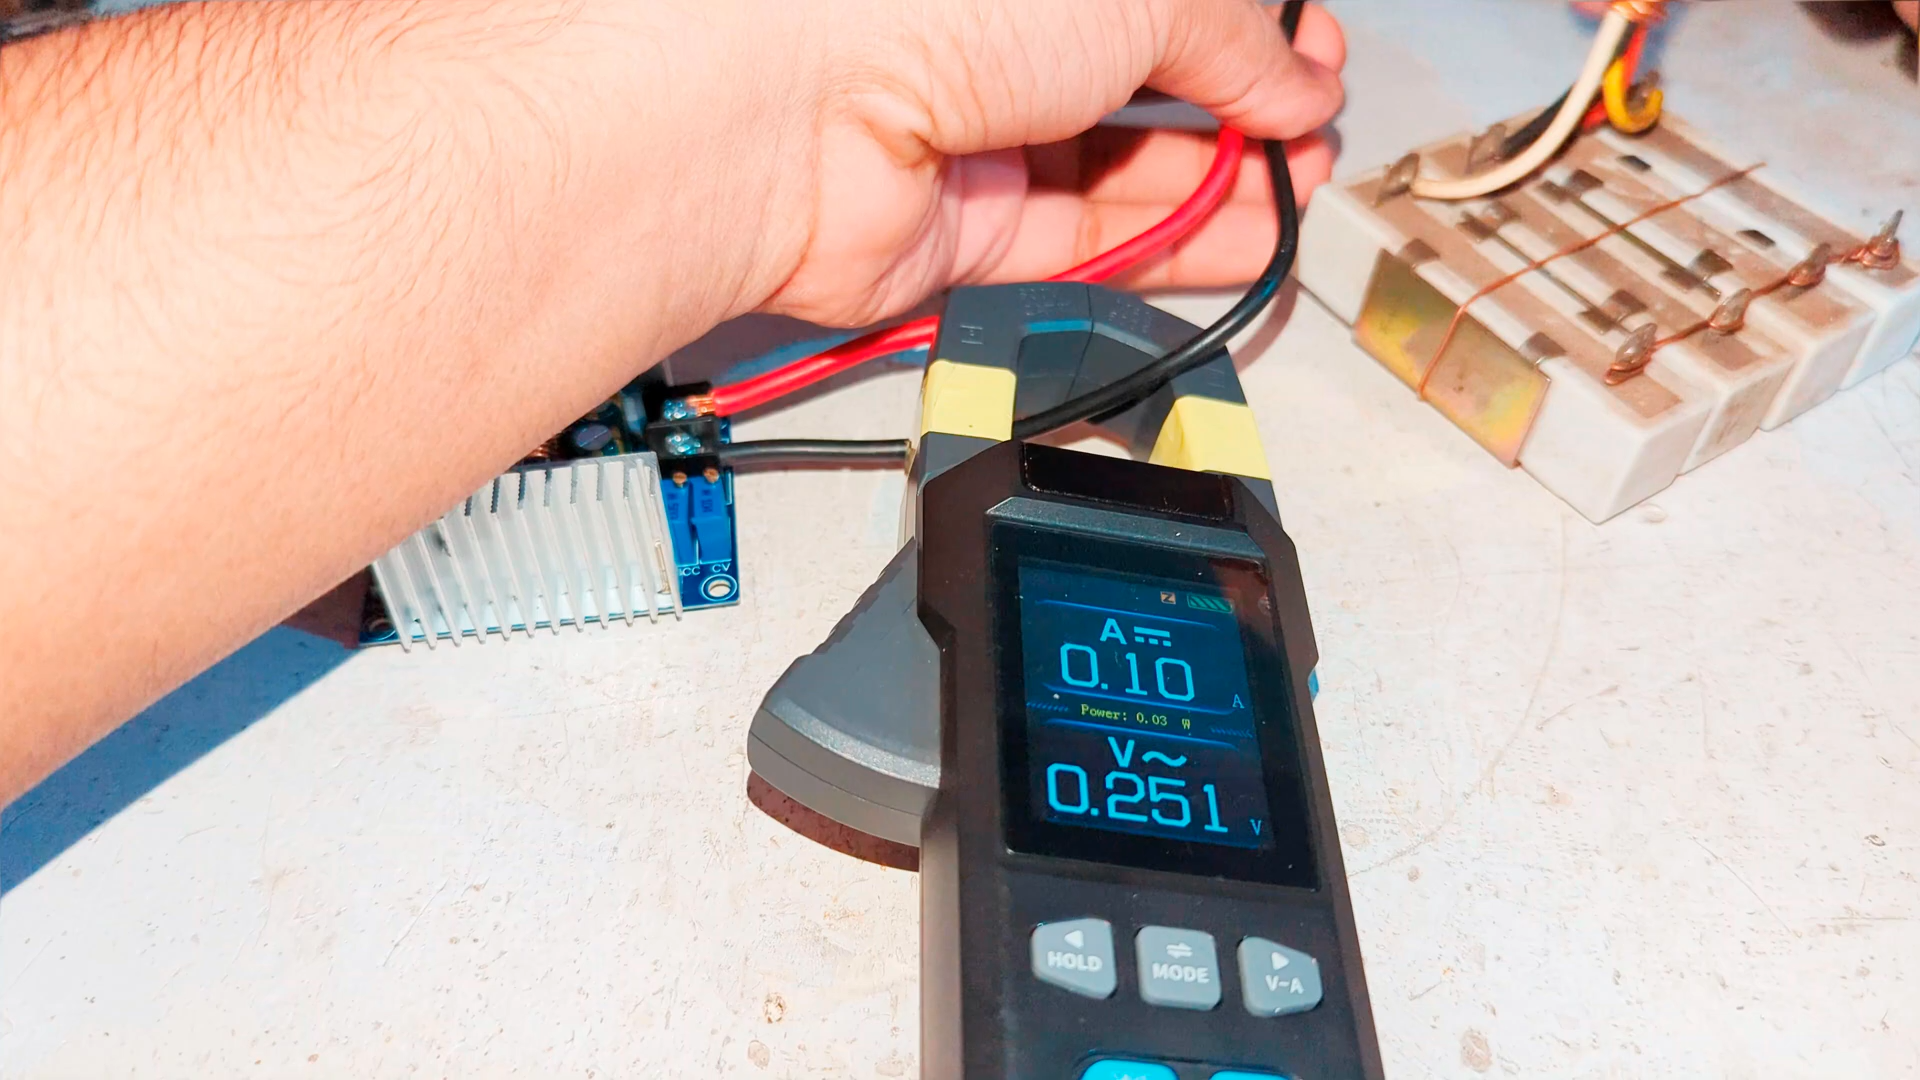 CC CV
Z
A
0.10 A
Power: 0.03 W
V~
0.251 V
HOLD
MODE
V~A